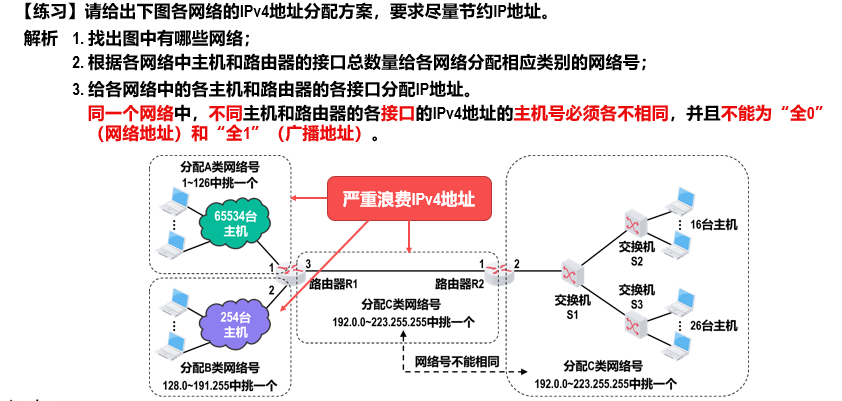 【练习】请给出下图各网络的IPv4地址分配方案，要求尽量节约IP地址。
解析 1. 找出图中有哪些网络；
2. 根据各网络中主机和路由器的接口总数量给各网络分配相应类别的网络号；
3. 给各网络中的各主机和路由器的各接口分配IP地址。
同一个网络中，不同主机和路由器的各接口的IPv4地址的主机号必须各不相同，并且不能为“全0”
（网络地址）和“全1”（广播地址）。
分配A类网络号
1~126中挑一个
65534台
主机
严重浪费IPv4地址
16台主机
交换机
S2
1
3
2
路由器R1
1
2
路由器R2
交换机
S1
交换机
S3
26台主机
254台
主机
分配C类网络号
192.0.0~223.255.255中挑一个
网络号不能相同
分配B类网络号
128.0~191.255中挑一个
分配C类网络号
192.0.0~223.255.255中挑一个